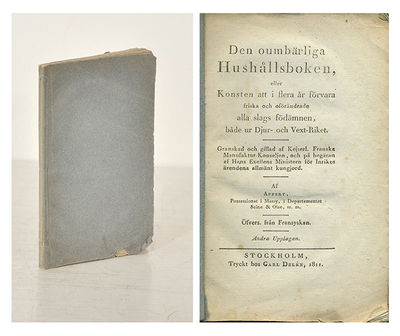 Den oumbärliga
Hushållsboken,
eller
Konsten att i flera år förvara
friska och oförändrade
alla slags födämnen,
både ur Djur- och Vext-Riket.
Granskad och gillad af Kejserl. Franska
Manufaktur-Konseljen, och på begäran
af Hans Exellens Ministern för Inrikes
ärendena allmänt kungjord.
Af
Appert,
Possessionat i Massy, i Departementet
Seine & Oise, m. m.
Öfvers. från Fransyskan.
Andra Upplagan.
STOCKHOLM,
Tryckt hos Carl Delén, 1811.